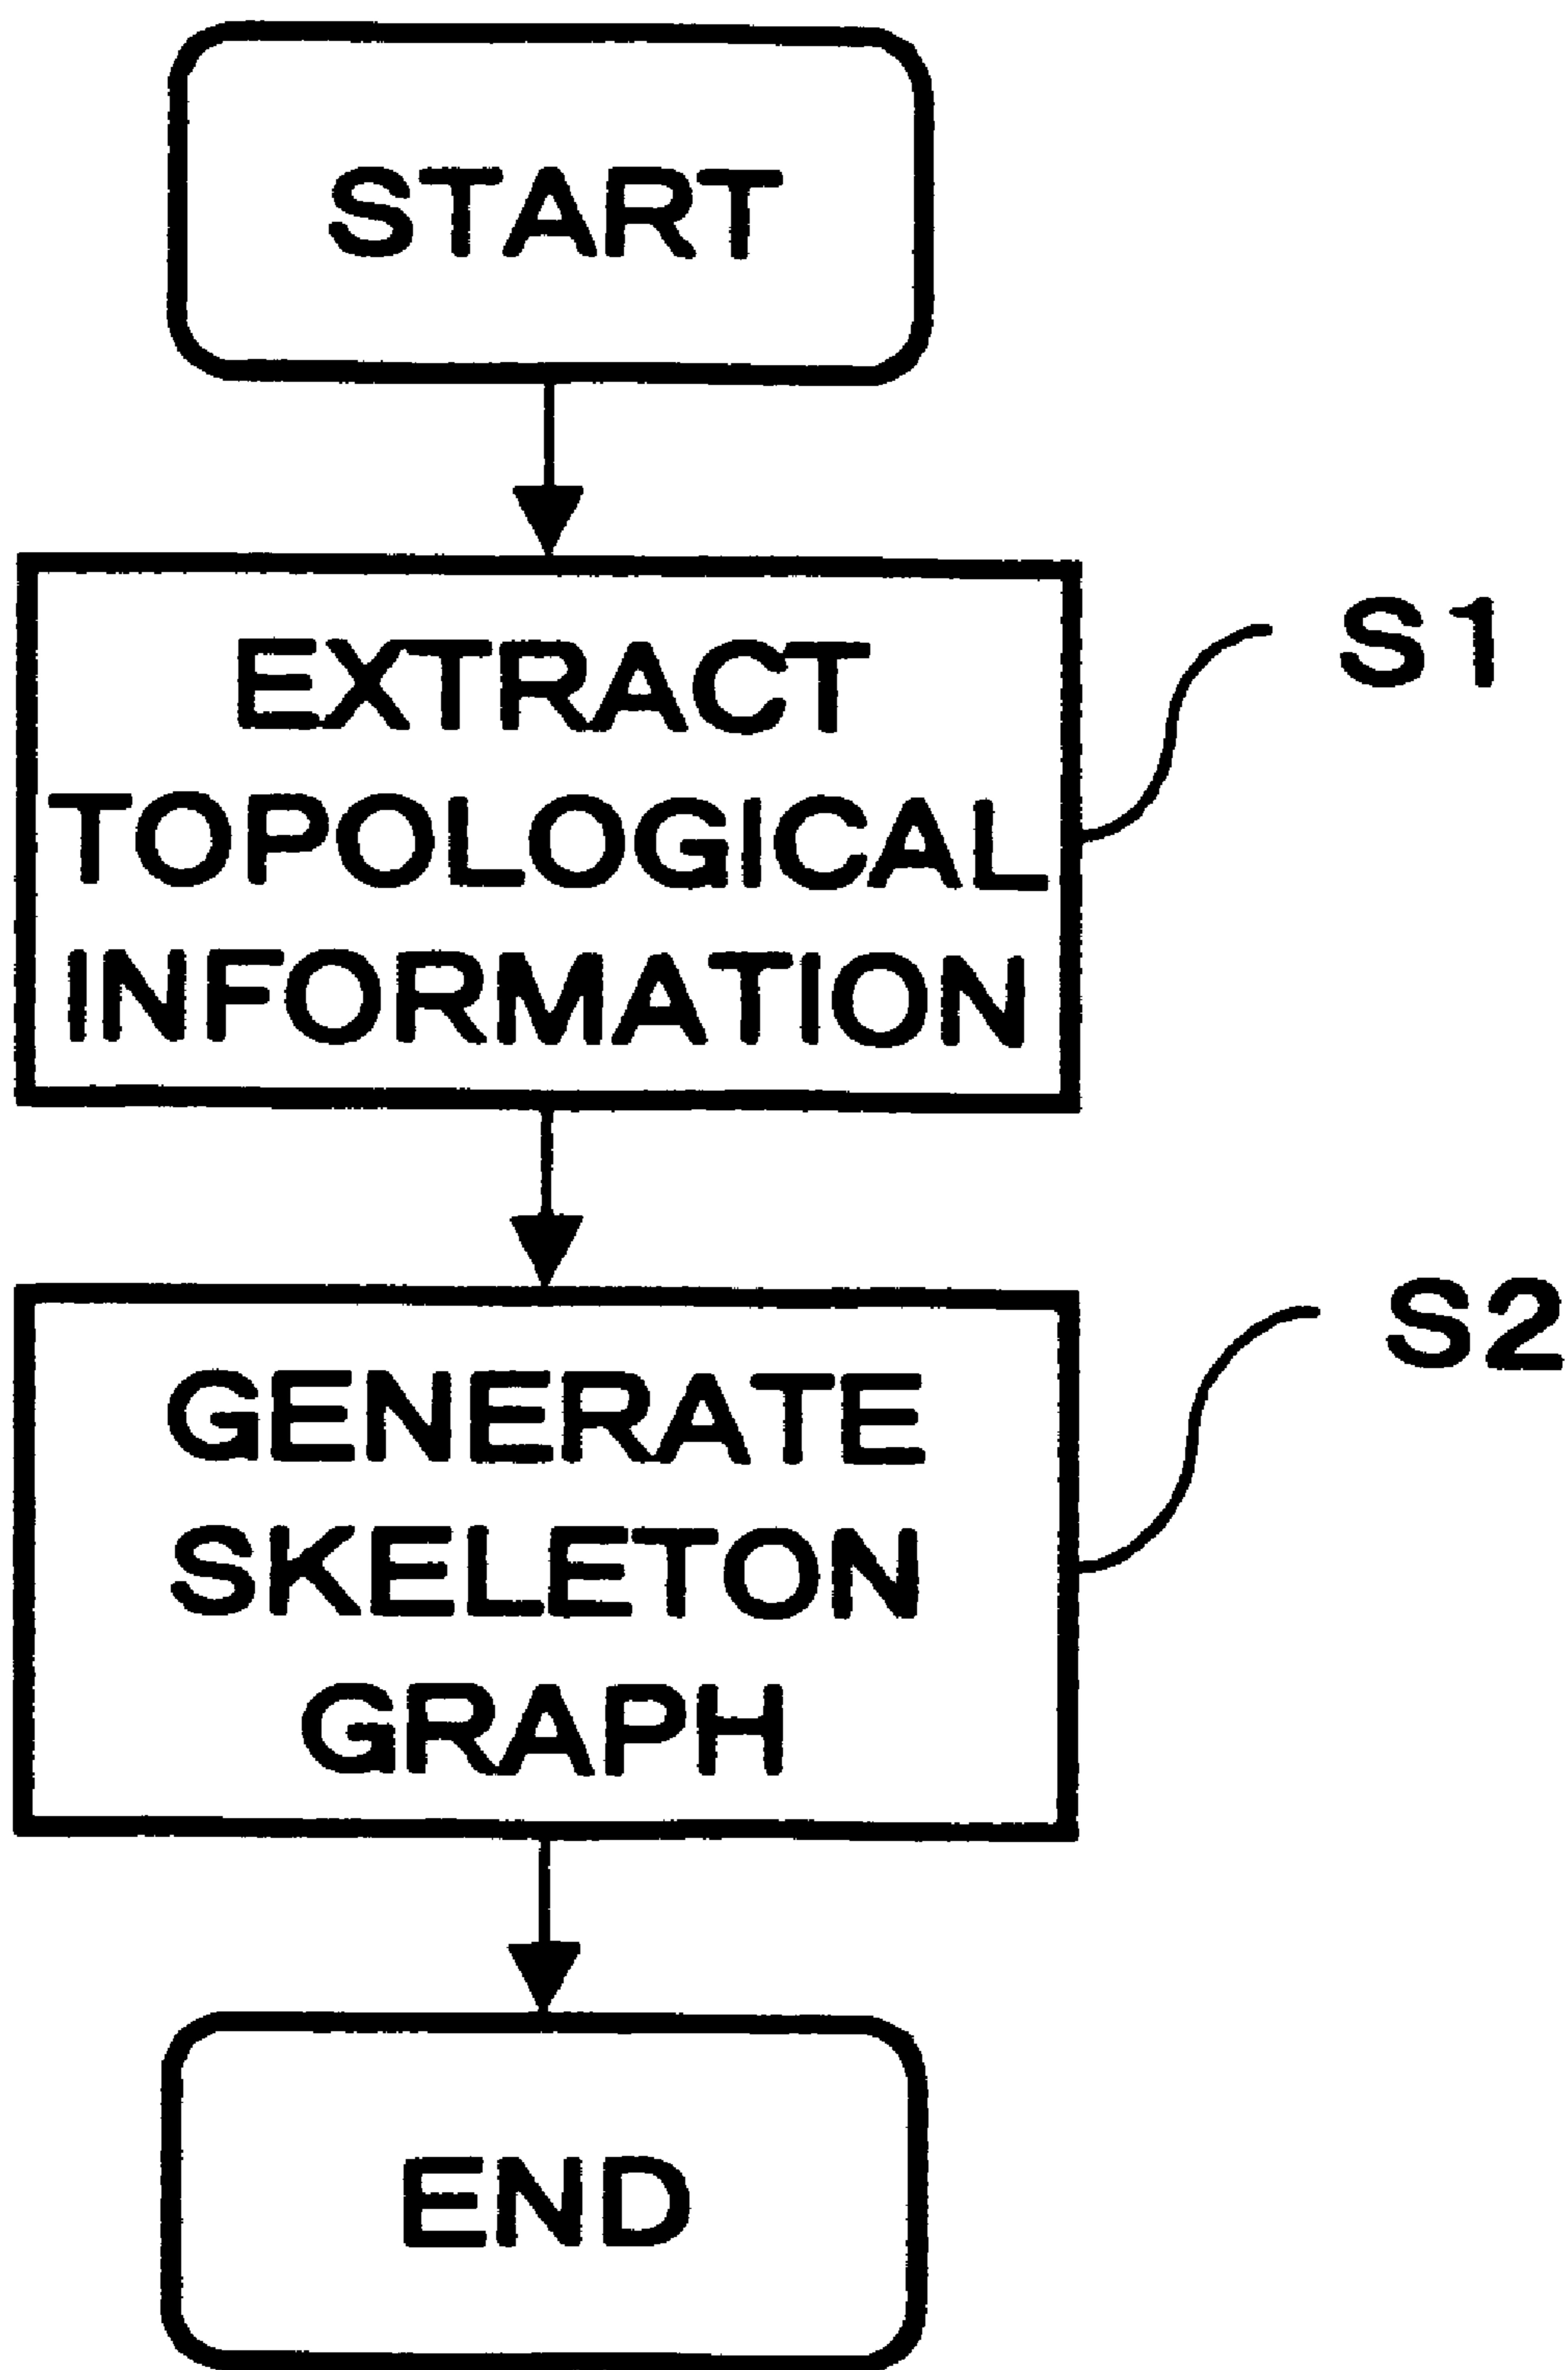 START
EXTRACT
TOPOLOGICAL
INFORMATION
S1
GENERATE
SKELETON
GRAPH
S2
END